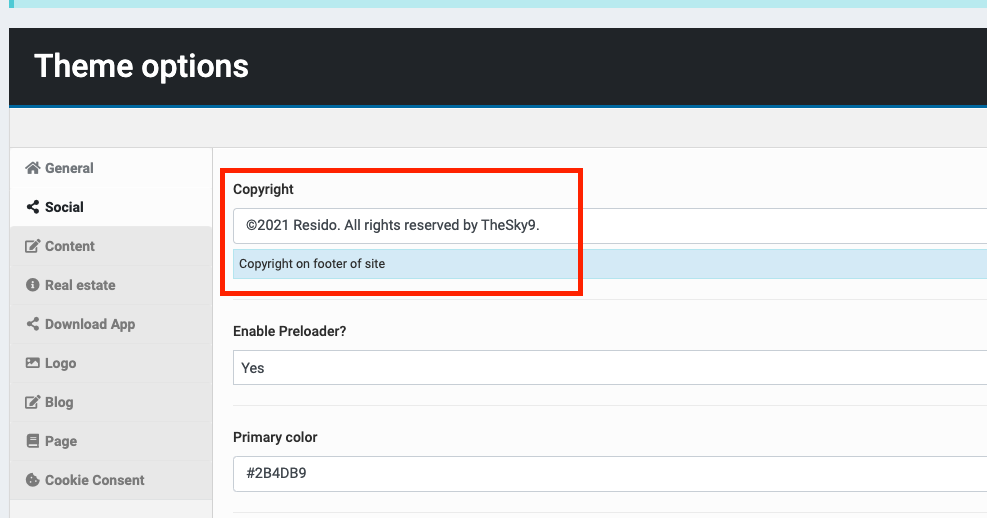 Theme options
General
Social
Content
Real estate
Download App
Logo
Blog
Page
Cookie Consent
Copyright
©2021 Resido. All rights reserved by TheSky9.
Copyright on footer of site
Enable Preloader?
Yes
Primary color
#2B4DB9